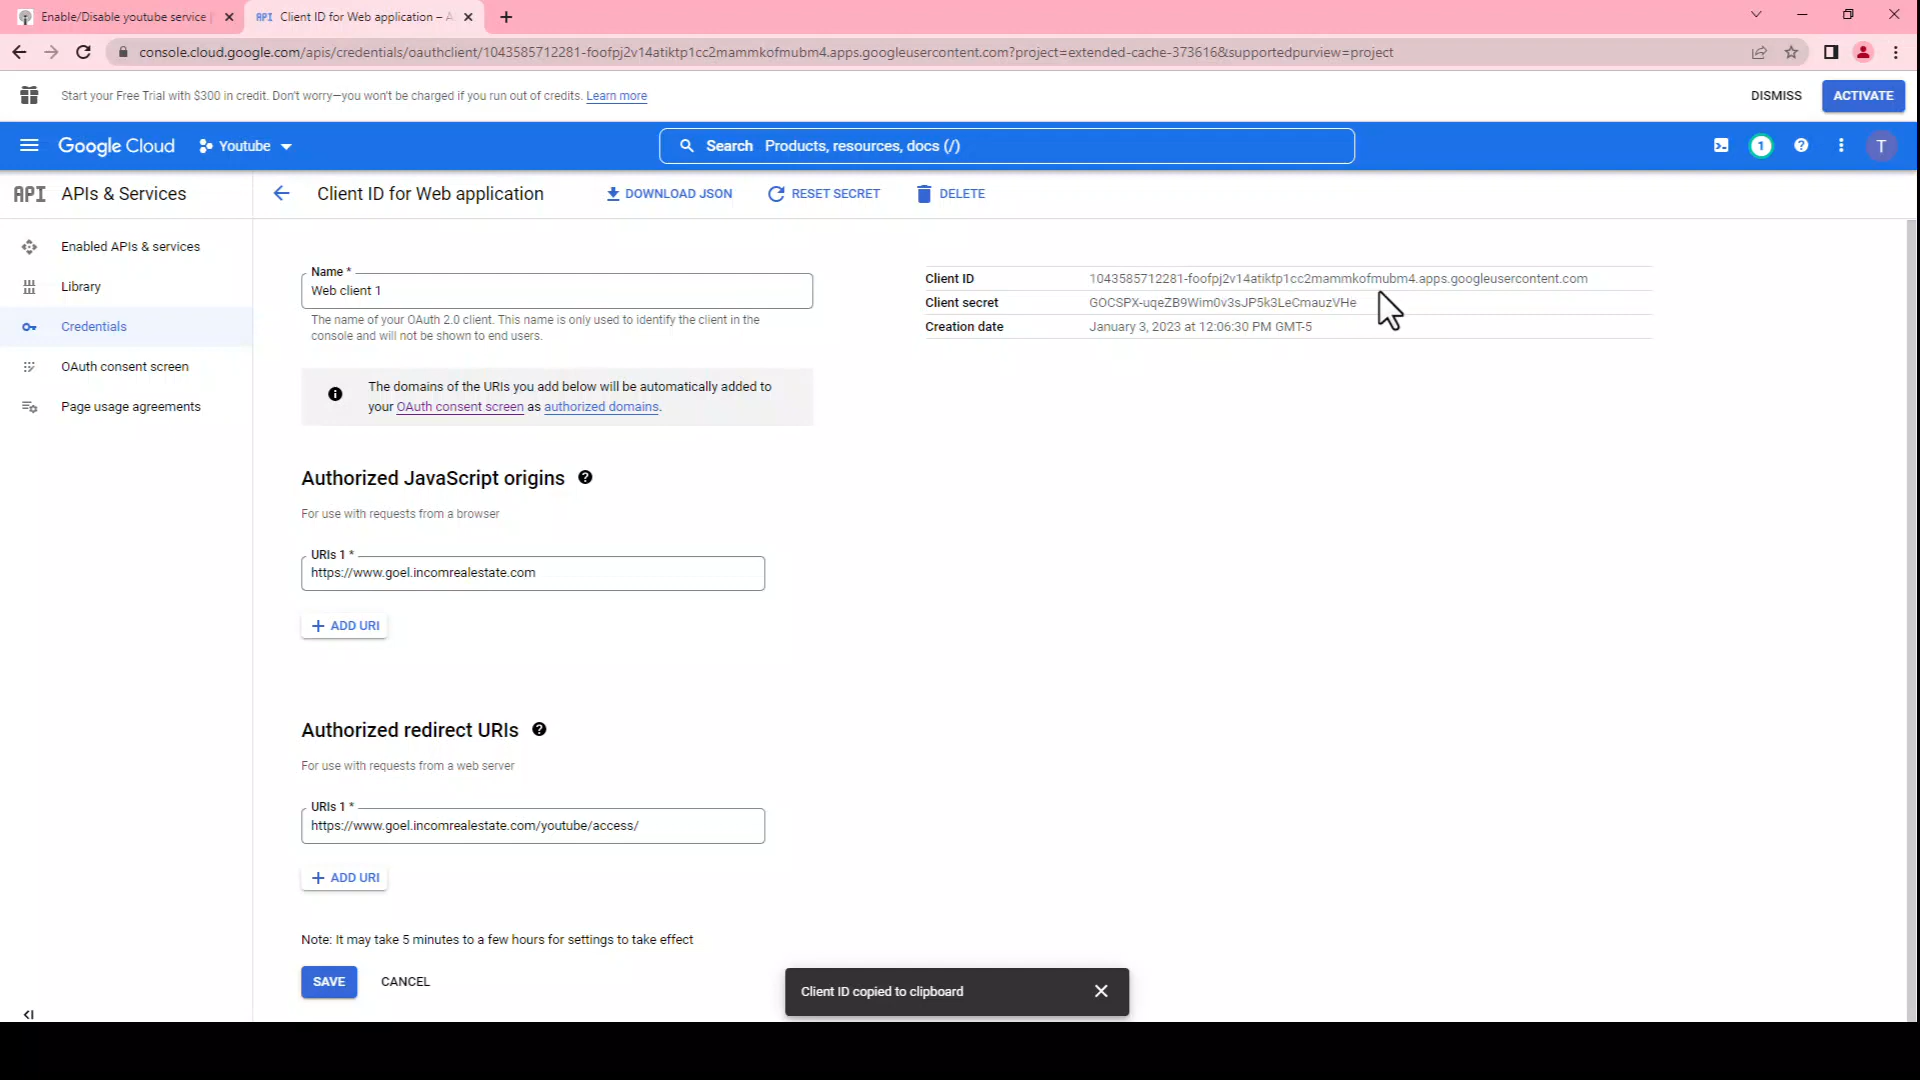 Enable/Disable youtube service
API Client ID for Web application – A
console.cloud.google.com/apis/credentials/oauthclient/1043585712281-foofpj2v14atiktp1cc2mammkofmubm4.apps.googleusercontent.com?project=extended-cache-373616&supportedpurview=project
Start your Free Trial with $300 in credit. Don't worry—you won't be charged if you run out of credits. Learn more
DISMISS
ACTIVATE
Google Cloud
Youtube
Search Products, resources, docs (/)
1
T
API APIs & Services
Client ID for Web application
DOWNLOAD JSON
RESET SECRET
DELETE
Enabled APIs & services
Library
Credentials
OAuth consent screen
Page usage agreements
Name *
Web client 1
The name of your OAuth 2.0 client. This name is only used to identify the client in the
console and will not be shown to end users.
Client ID 1043585712281-foofpj2v14atiktp1cc2mammkofmubm4.apps.googleusercontent.com
Client secret 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
Creation date January 3, 2023 at 12:06:30 PM GMT-5
The domains of the URIs you add below will be automatically added to
your OAuth consent screen as authorized domains.
Authorized JavaScript origins
For use with requests from a browser
URIs 1 *
https://www.goel.incomrealestate.com
+ ADD URI
Authorized redirect URIs
For use with requests from a web server
URIs 1 *
https://www.goel.incomrealestate.com/youtube/access/
+ ADD URI
Note: It may take 5 minutes to a few hours for settings to take effect
SAVE
CANCEL
Client ID copied to clipboard